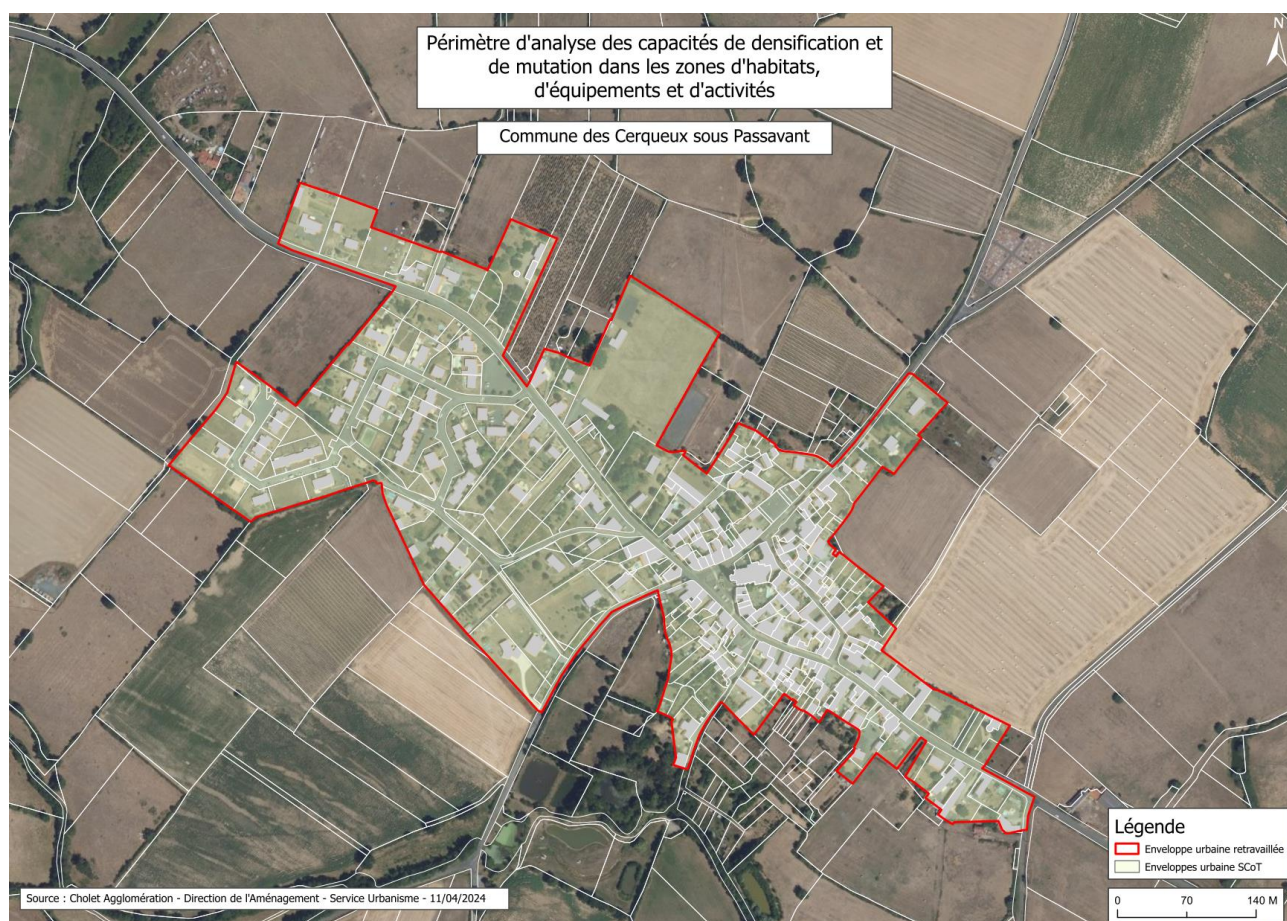 Périmètre d'analyse des capacités de densification et
de mutation dans les zones d'habitats,
d'équipements et d'activités
Commune des Cerqueux sous Passavant
N
Légende
Enveloppe urbaine retravaillée
Enveloppes urbaine SCoT
0 70 140 M
Source : Cholet Agglomération - Direction de l'Aménagement - Service Urbanisme - 11/04/2024